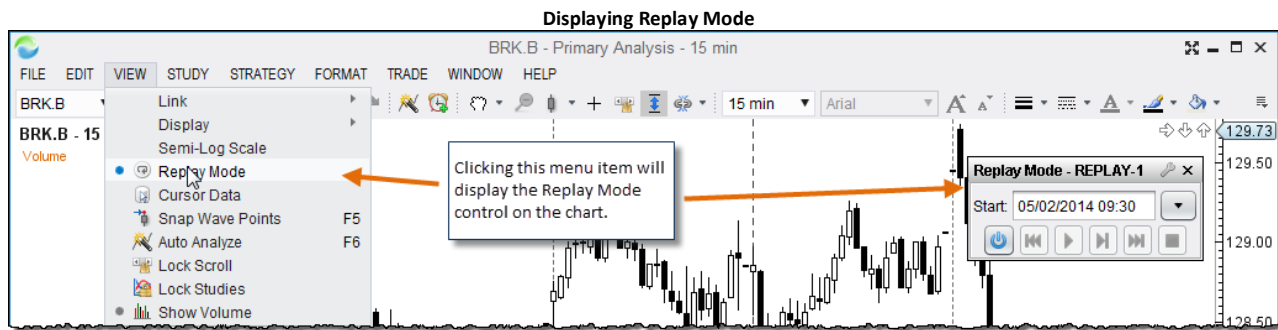 Displaying Replay Mode
BRK.B - Primary Analysis - 15 min
FILE EDIT VIEW STUDY STRATEGY FORMAT TRADE WINDOW HELP
BRK.B
15 min
Arial
A A
A
BRK.B - 15
Volume
Link
Display
Semi-Log Scale
Replay Mode
Cursor Data
Snap Wave Points F5
Auto Analyze F6
Lock Scroll
Lock Studies
Show Volume
Clicking this menu item will
display the Replay Mode
control on the chart.
129.73
129.50
Replay Mode - REPLAY-1
Start: 05/02/2014 09:30
129.00
128.50